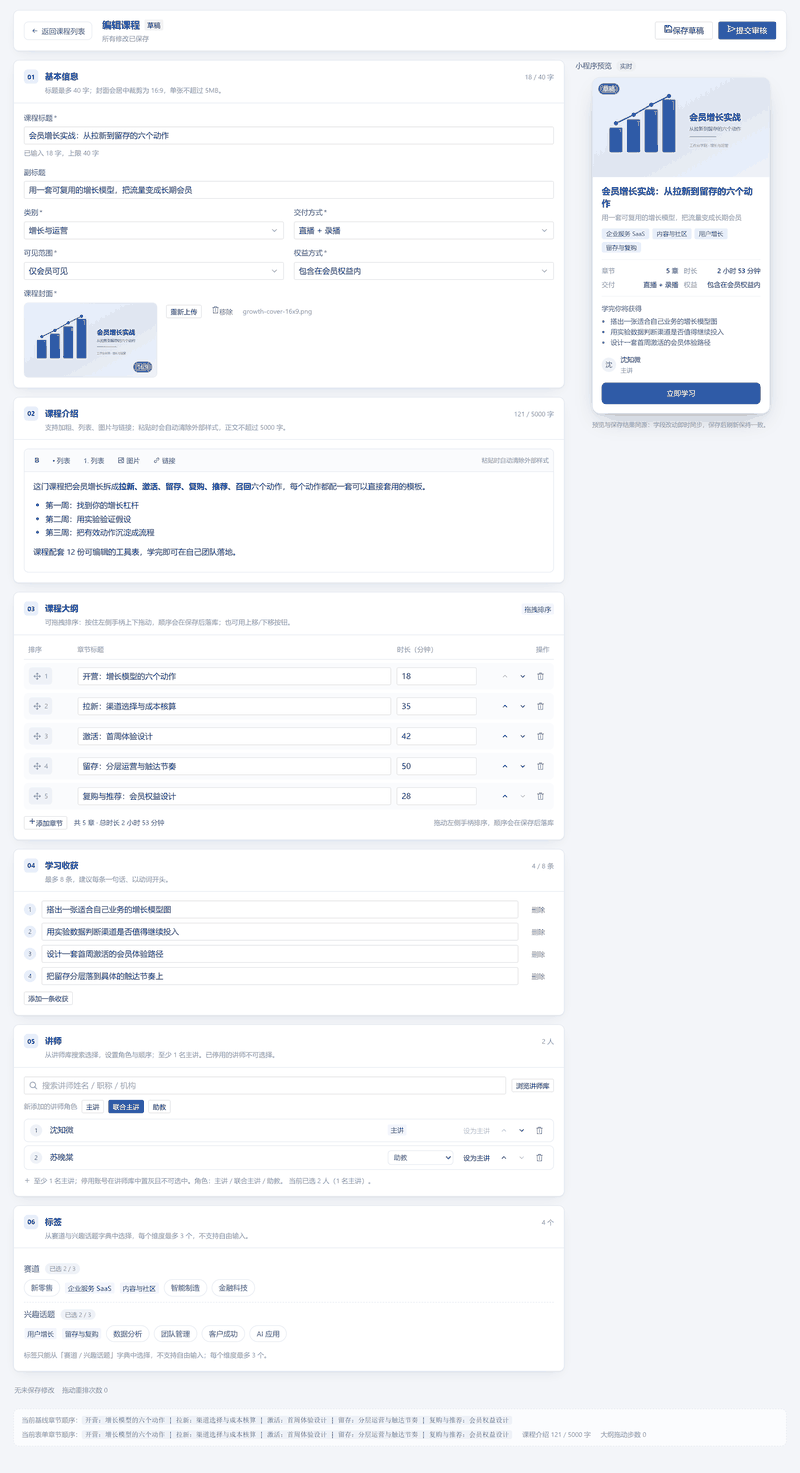 ← 返回课程列表
编辑课程 草稿
所有修改已保存
保存草稿
提交审核
01 基本信息 18 / 40 字
标题最多 40 字；封面会居中裁剪为 16:9，单张不超过 5MB。
课程标题 *
会员增长实战：从拉新到留存的六个动作
已输入 18 字，上限 40 字
副标题
用一套可复用的增长模型，把流量变成长期会员
类别 * 交付方式 *
增长与运营 直播 + 录播
可见范围 * 权益方式 *
仅会员可见 包含在会员权益内
课程封面 *
会员增长实战
从拉新到留存的六个动作
16:9
重新上传 移除 growth-cover-16x9.png
02 课程介绍 121 / 5000 字
支持加粗、列表、图片与链接；粘贴时会自动清除外部样式，正文不超过 5000 字。
B • 列表 1. 列表 图片 链接 粘贴时自动清除外部样式
这门课把会员增长拆成拉新、激活、留存、复购、推荐、召回六个动作，每个动作都配一套可以直接套用的模板。
• 第一周：找到你的增长杠杆
• 第二周：用实验验证假设
• 第三周：把有效动作沉淀成流程
课程配套 12 份可编辑的工具表，学完即可在自己团队落地。
03 课程大纲 拖拽排序
可拖拽排序：按住左侧手柄上下拖动，顺序会在保存后落库；也可用上移/下移按钮。
排序 章节标题 时长（分钟） 操作
1 开营：增长模型的六个动作 18
2 拉新：渠道选择与成本核算 35
3 激活：首周体验设计 42
4 留存：分层运营与触达节奏 50
5 复购与推荐：会员权益设计 28
+ 添加章节 共 5 章 · 总时长 2 小时 53 分钟 拖动左侧手柄排序，顺序会在保存后落库
04 学习收获 4 / 8 条
最多 8 条，建议每条一句话，以动词开头。
1 搭出一张适合自己业务的增长模型图 删除
2 用实验数据判断渠道是否值得继续投入 删除
3 设计一套首周激活的会员体验路径 删除
4 把留存分层落到具体的触达节奏上 删除
添加一条收获
05 讲师 2 人
从讲师库搜索选择，设置角色与顺序；至少 1 名主讲。已停用的讲师不可选择。
搜索讲师姓名 / 职称 / 机构 浏览讲师库
新添加的讲师角色 主讲 联合主讲 助教
1 沈知微 主讲 设为主讲
2 苏晚棠 助教 设为主讲
+ 至少 1 名主讲；停用账号在讲师库中置灰且不可选中。角色：主讲 / 联合主讲 / 助教。 当前已选 2 人（1 名主讲）。
06 标签 4 个
从赛道与兴趣话题字典中选择，每个维度最多 3 个，不支持自由输入。
赛道 已选 2 / 3
新零售 企业服务 SaaS 内容与社区 智能制造 金融科技
兴趣话题 已选 2 / 3
用户增长 留存与复购 数据分析 团队管理 客户成功 AI 应用
标签只能从「赛道 / 兴趣话题」字典中选择，不支持自由输入；每个维度最多 3 个。
无未保存修改 拖动重排次数 0
当前基线章节顺序： 开营：增长模型的六个动作 | 拉新：渠道选择与成本核算 | 激活：首周体验设计 | 留存：分层运营与触达节奏 | 复购与推荐：会员权益设计
当前表单章节顺序： 开营：增长模型的六个动作 | 拉新：渠道选择与成本核算 | 激活：首周体验设计 | 留存：分层运营与触达节奏 | 复购与推荐：会员权益设计 课程介绍 121 / 5000 字 大纲拖动步数 0
小程序预览 实时
草稿
会员增长实战
从拉新到留存的六个动作
会员增长实战：从拉新到留存的六个动作
用一套可复用的增长模型，把流量变成长期会员
企业服务 SaaS 内容与社区 用户增长
留存与复购
章节 5 章 时长 2 小时 53 分钟
交付 直播 + 录播 权益 包含在会员权益内
学完你将获得
• 搭出一张适合自己业务的增长模型图
• 用实验数据判断渠道是否值得继续投入
• 设计一套首周激活的会员体验路径
沈 沈知微
主讲
立即学习
预览与保存结果同源：字段改动即时同步，保存后刷新保持一致。